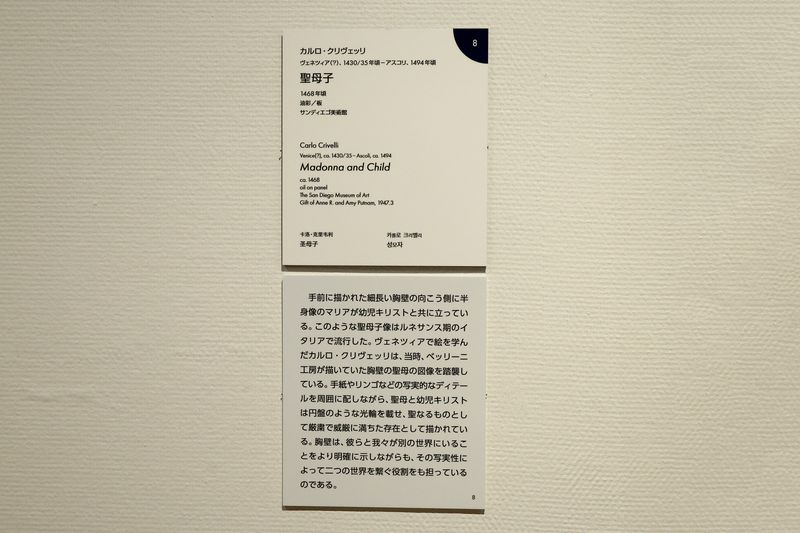 8
カルロ・クリヴェッリ
ヴェネツィア(?)、1430/35年頃－アスコリ、1494年頃
聖母子
1468年頃
油彩／板
サンディエゴ美術館
Carlo Crivelli
Venice(?), ca. 1430/35－Ascoli, ca. 1494
Madonna and Child
ca. 1468
oil on panel
The San Diego Museum of Art
Gift of Anne R. and Amy Putnam, 1947.3
卡洛・克里韦利
圣母子
카를로 크리벨리
성모자
手前に描かれた細長い胸壁の向こう側に半
身像のマリアが幼児キリストと共に立ってい
る。このような聖母子像はルネサンス期のイ
タリアで流行した。ヴェネツィアで絵を学ん
だカルロ・クリヴェッリは、当時、ベッリーニ
工房が描いていた胸壁の聖母の図像を踏襲し
ている。手紙やリンゴなどの写実的なディテー
ルを周囲に配しながら、聖母と幼児キリスト
は円盤のような光輪を載せ、聖なるものとし
て厳粛で威厳に満ちた存在として描かれてい
る。胸壁は、彼らと我々が別の世界にいるこ
とをより明確に示しながらも、その写実性に
よって二つの世界を繋ぐ役割をも担っている
のである。
8